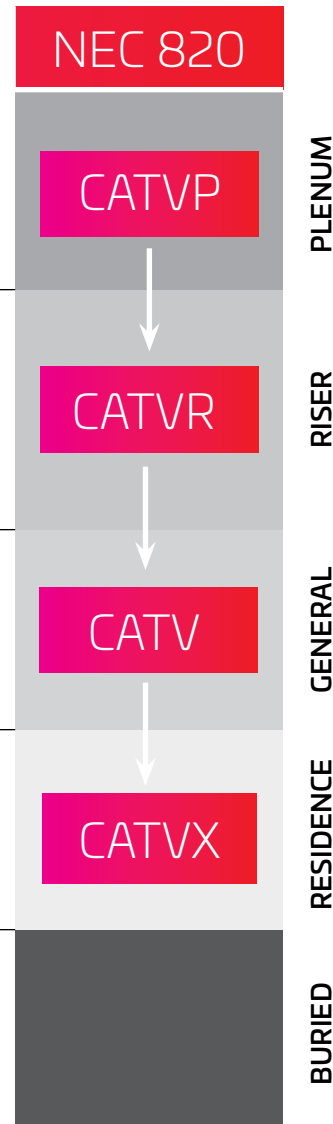 NEC 820
CATVP
PLENUM
CATVR
RISER
CATV
GENERAL
CATVX
RESIDENCE
BURIED